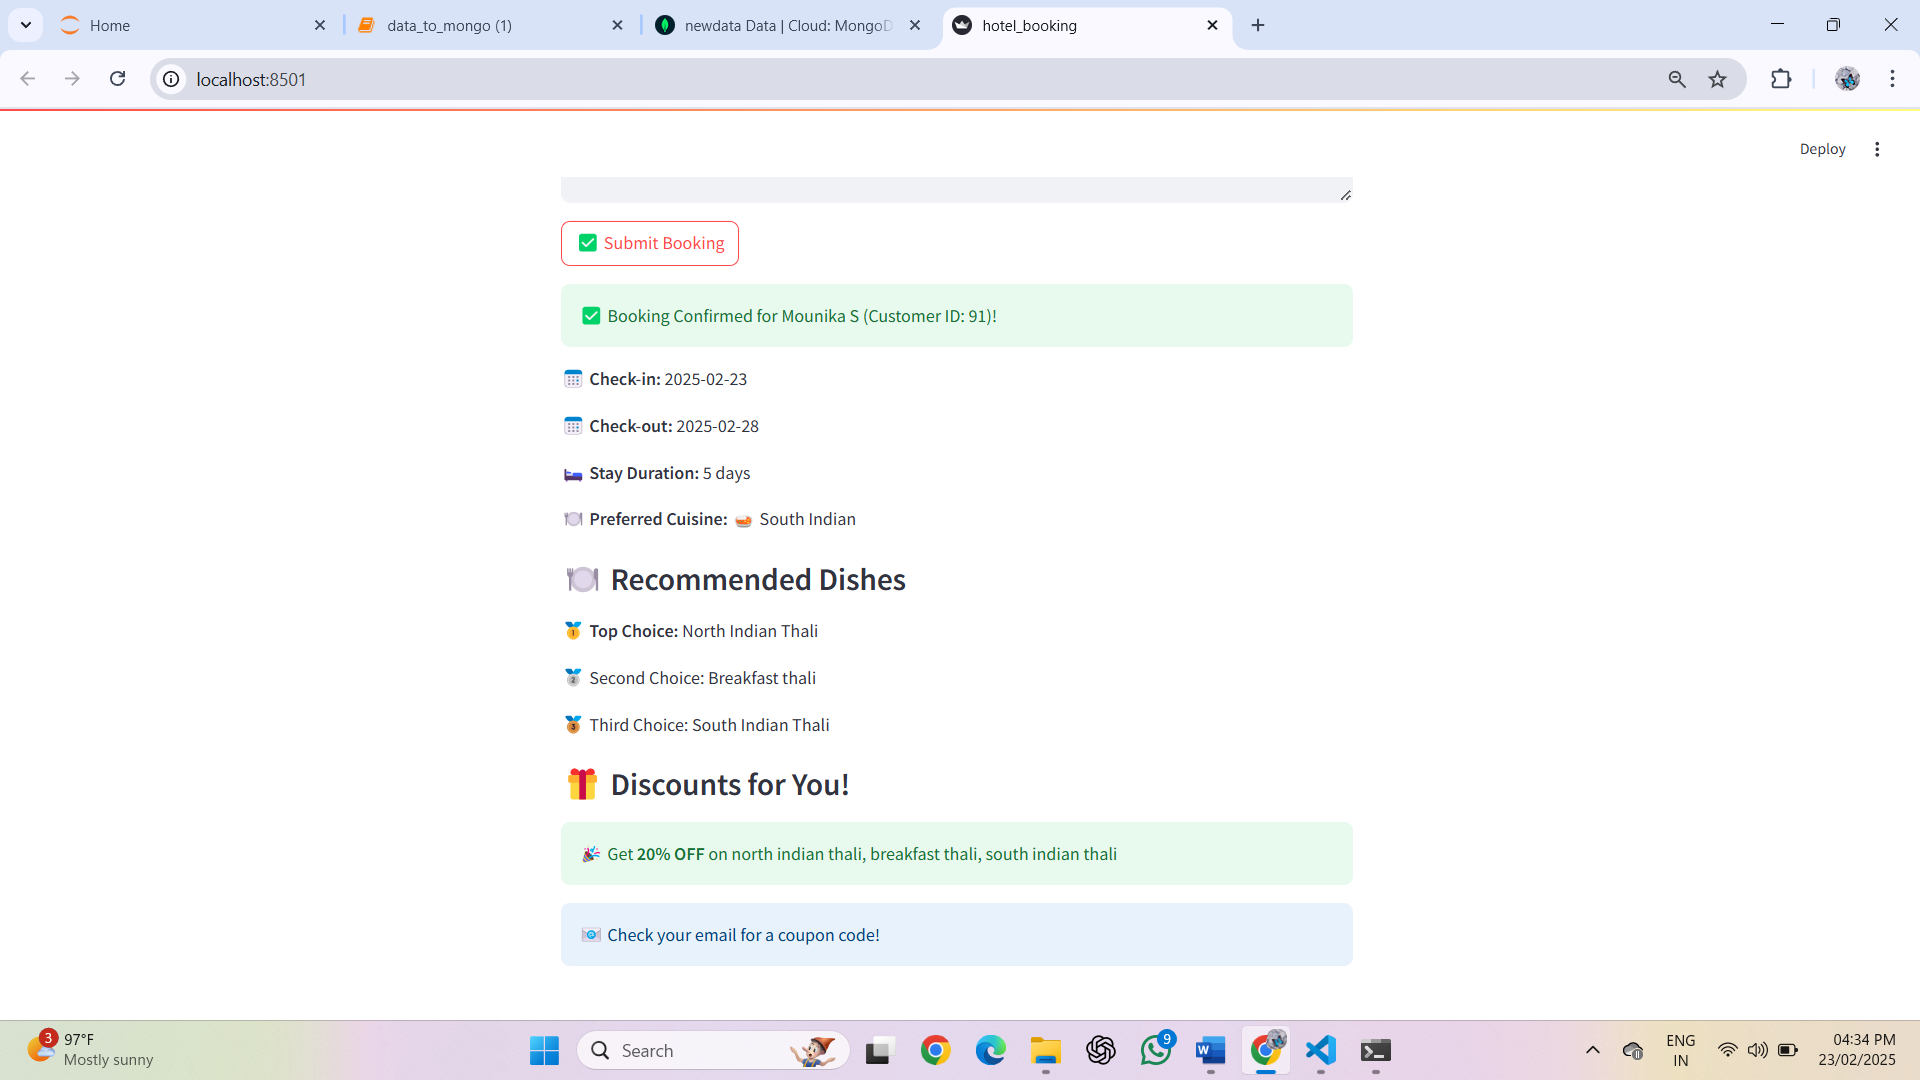 Home
data_to_mongo (1)
newdata Data | Cloud: MongoD
hotel_booking
localhost:8501
Deploy
Submit Booking
Booking Confirmed for Mounika S (Customer ID: 91)!
Check-in: 2025-02-23
Check-out: 2025-02-28
Stay Duration: 5 days
Preferred Cuisine: South Indian
Recommended Dishes
Top Choice: North Indian Thali
Second Choice: Breakfast thali
Third Choice: South Indian Thali
Discounts for You!
Get 20% OFF on north indian thali, breakfast thali, south indian thali
Check your email for a coupon code!
3
97°F
Mostly sunny
Search
9
ENG
IN
04:34 PM
23/02/2025